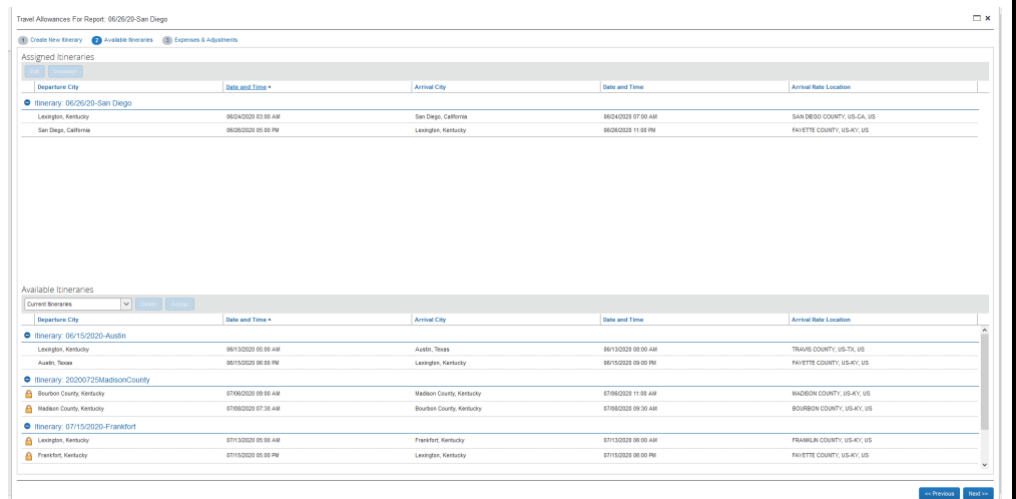 Travel Allowances For Report: 06/26/20-San Diego
1 Create New Itinerary 2 Available Itineraries 3 Expenses & Adjustments
Assigned Itineraries
Edit Unassign
Departure City Date and Time Arrival City Date and Time Arrival Rate Location
Itinerary: 06/26/20-San Diego
Lexington, Kentucky 06/24/2020 03:00 AM San Diego, California 06/24/2020 07:00 AM SAN DIEGO COUNTY, US-CA, US
San Diego, California 06/26/2020 05:00 PM Lexington, Kentucky 06/26/2020 11:00 PM FAYETTE COUNTY, US-KY, US
Available Itineraries
Current Itineraries Delete Assign
Departure City Date and Time Arrival City Date and Time Arrival Rate Location
Itinerary: 06/15/2020-Austin
Lexington, Kentucky 06/13/2020 05:00 AM Austin, Texas 06/13/2020 08:00 AM TRAVIS COUNTY, US-TX, US
Austin, Texas 06/15/2020 06:00 PM Lexington, Kentucky 06/15/2020 09:00 PM FAYETTE COUNTY, US-KY, US
Itinerary: 20200725MadisonCounty
Bourbon County, Kentucky 07/06/2020 09:00 AM Madison County, Kentucky 07/06/2020 11:00 AM MADISON COUNTY, US-KY, US
Madison County, Kentucky 07/08/2020 07:30 AM Bourbon County, Kentucky 07/08/2020 09:30 AM BOURBON COUNTY, US-KY, US
Itinerary: 07/15/2020-Frankfort
Lexington, Kentucky 07/13/2020 05:00 AM Frankfort, Kentucky 07/13/2020 06:00 AM FRANKLIN COUNTY, US-KY, US
Frankfort, Kentucky 07/15/2020 05:00 PM Lexington, Kentucky 07/15/2020 06:00 PM FAYETTE COUNTY, US-KY, US
<< Previous Next >>